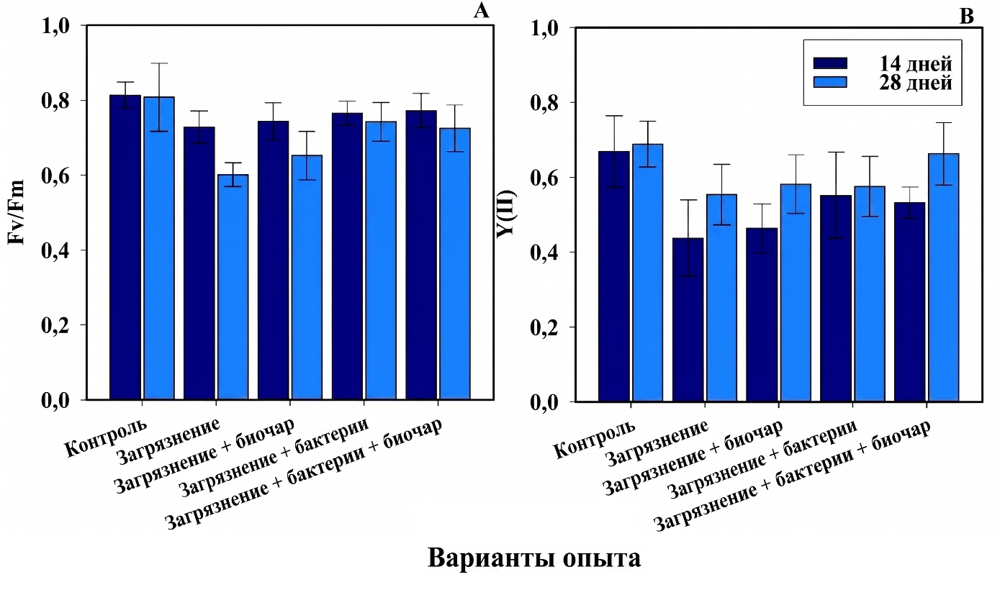 A
1,0
0,8
0,6
0,4
0,2
0,0
Fv/Fm
Контроль
Загрязнение
Загрязнение + биочар
Загрязнение + бактерии
Загрязнение + бактерии + биочар
B
14 дней
28 дней
1,0
0,8
0,6
0,4
0,2
0,0
Y(II)
Контроль
Загрязнение
Загрязнение + биочар
Загрязнение + бактерии
Загрязнение + бактерии + биочар
Варианты опыта